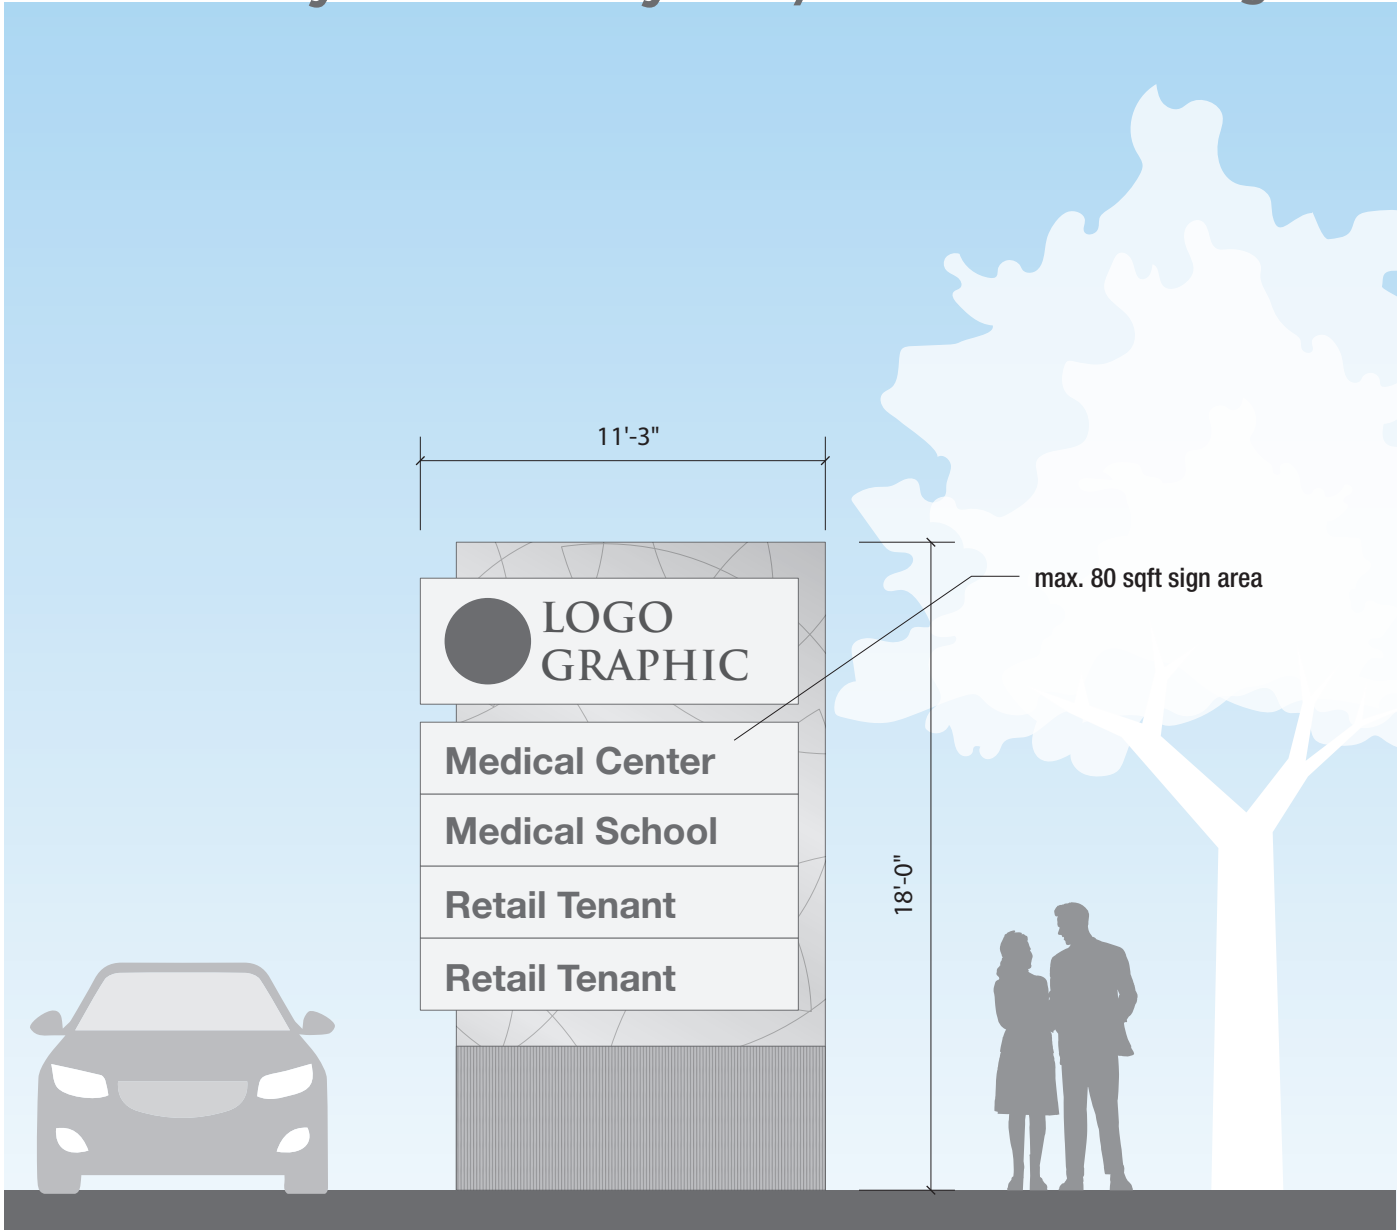 11'-3"
max. 80 sqft sign area
LOGO
GRAPHIC
Medical Center
Medical School
18'-0"
Retail Tenant
Retail Tenant